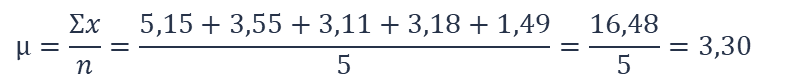 μ = Σx/n = (5,15 + 3,55 + 3,11 + 3,18 + 1,49)/5 = 16,48/5 = 3,30